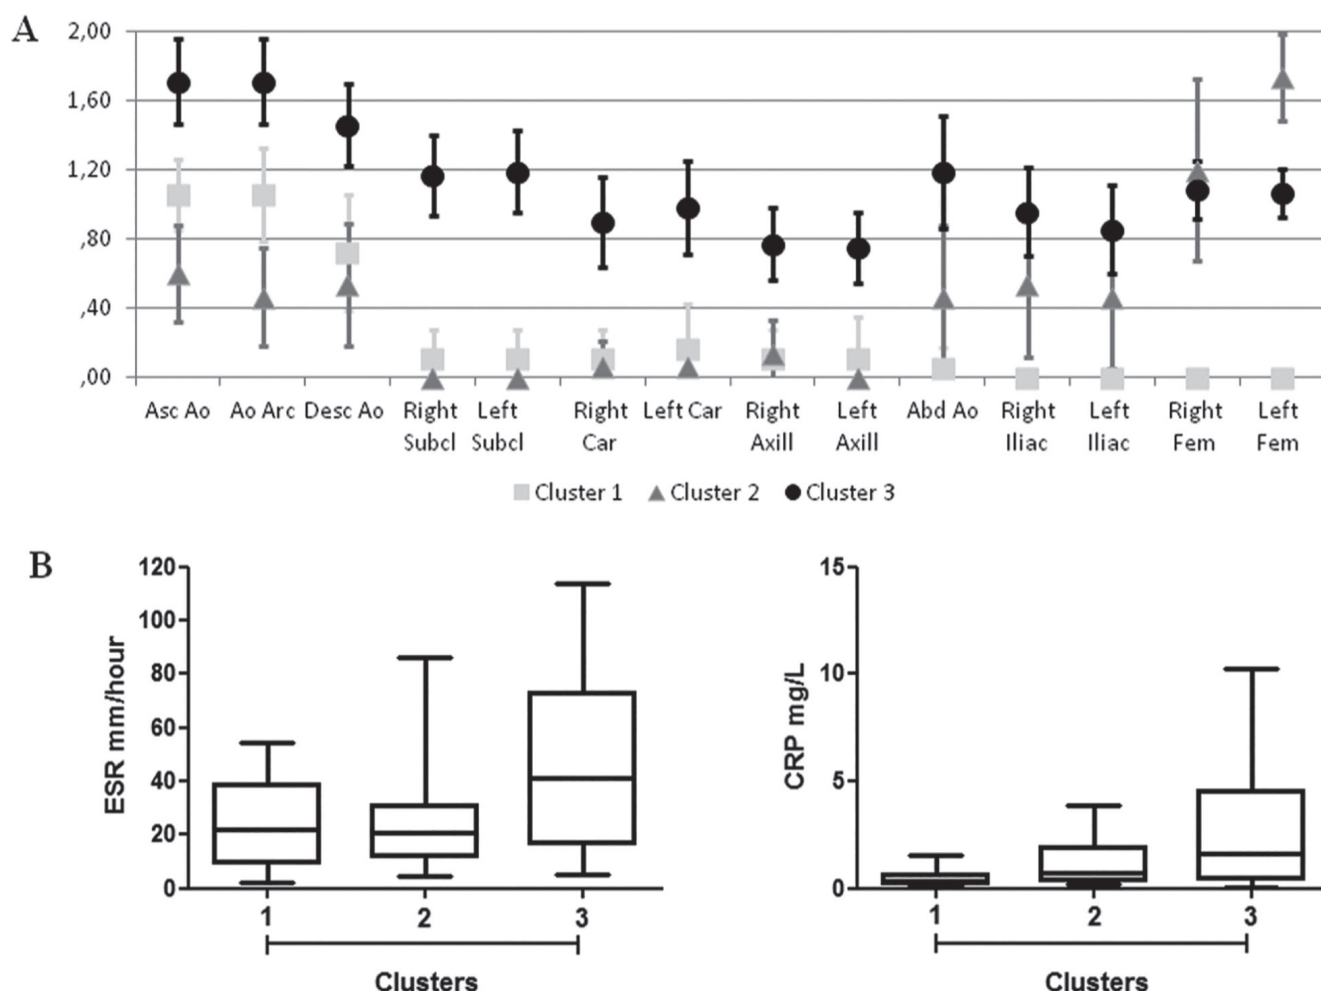 A
2,00
1,60
1,20
,80
,40
,00
Asc Ao Ao Arc Desc Ao Right Left Right Left Car Right Left Abd Ao Right Left Right Left
Subcl Subcl Car Axill Axill Iliac Iliac Fem Fem
Cluster 1 Cluster 2 Cluster 3
B
120
100
80
60
40
20
0
ESR mm/hour
1 2 3
Clusters
15
10
5
0
CRP mg/L
1 2 3
Clusters